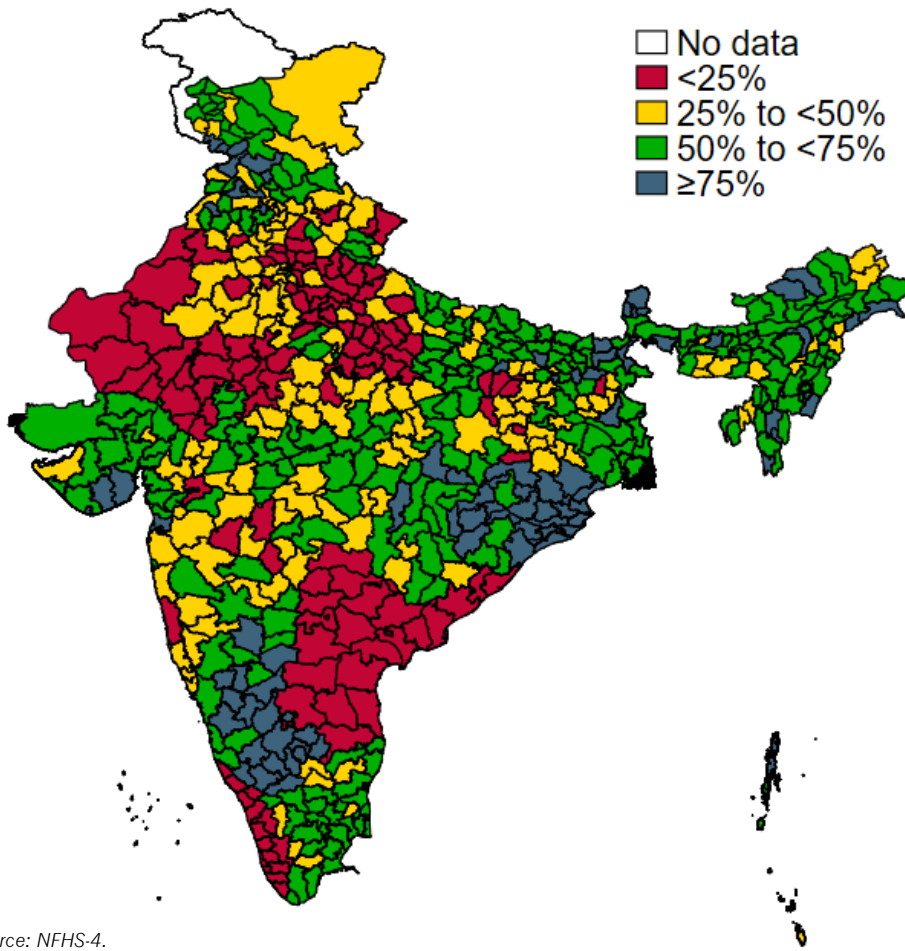 No data
<25%
25% to <50%
50% to <75%
≥75%
rce: NFHS-4.